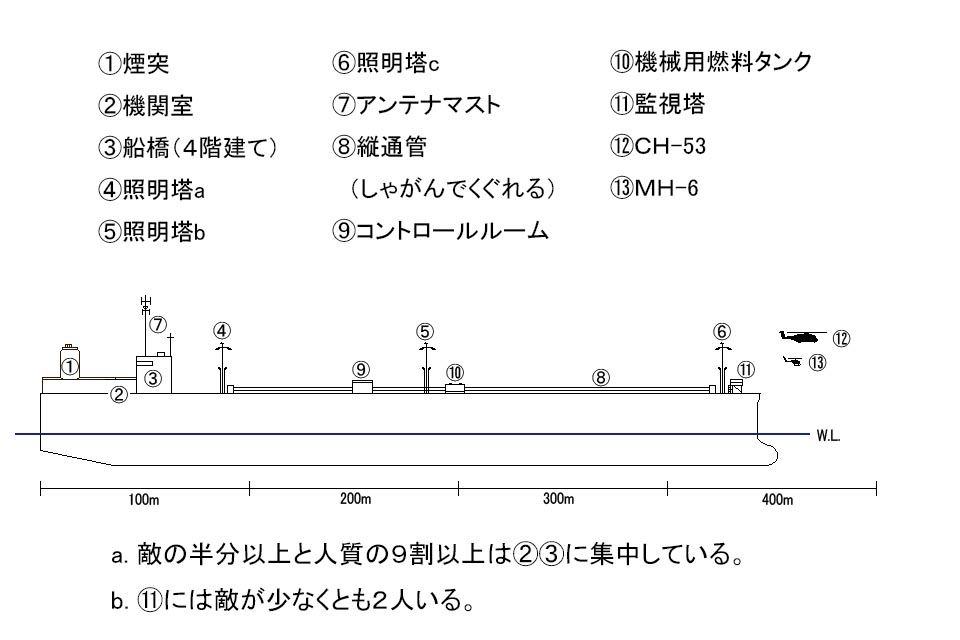 ①煙突
②機関室
③船橋（４階建て）
④照明塔a
⑤照明塔b
⑥照明塔c
⑦アンテナマスト
⑧縦通管
（しゃがんでくぐれる）
⑨コントロールルーム
⑩機械用燃料タンク
⑪監視塔
⑫CH-53
⑬MH-6
① ② ③ ⑦ ④ ⑨ ⑤ ⑩ ⑧ ⑥ ⑪ ⑫ ⑬
W.L.
100m 200m 300m 400m
a. 敵の半分以上と人質の９割以上は②③に集中している。
b. ⑪には敵が少なくとも２人いる。